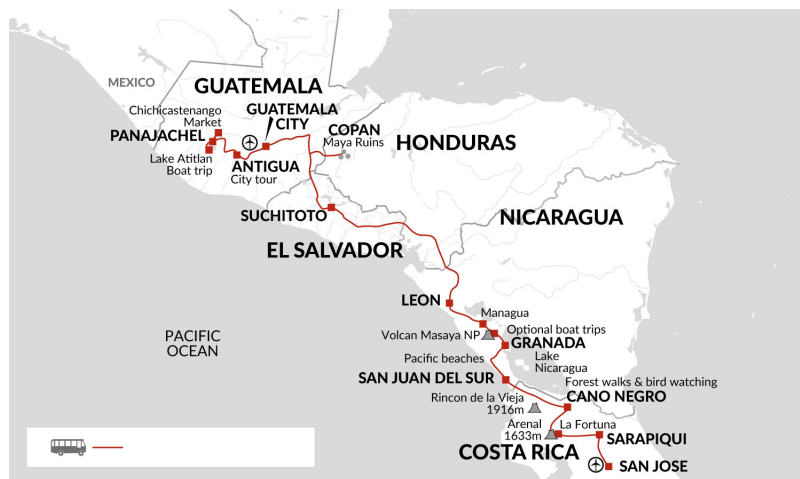 MEXICO
GUATEMALA
Chichicastenango
Market
GUATEMALA
CITY
PANAJACHEL
COPAN
Maya Ruins
HONDURAS
Lake Atitlan
Boat trip
ANTIGUA
City tour
SUCHITOTO
NICARAGUA
EL SALVADOR
LEON
Managua
Volcan Masaya NP
Optional boat trips
GRANADA
PACIFIC
OCEAN
Pacific beaches
Lake
Nicaragua
SAN JUAN DEL SUR
Forest walks & bird watching
CANO NEGRO
Rincon de la Vieja
1916m
Arenal
1633m
La Fortuna
SARAPIQUI
COSTA RICA
SAN JOSE